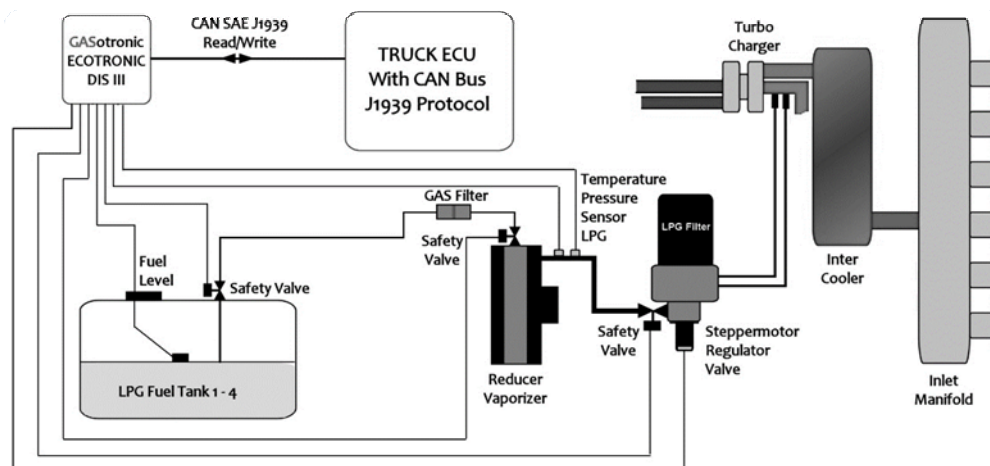 GASotronic
ECOTRONIC
DIS III
CAN SAE J1939
Read/Write
TRUCK ECU
With CAN Bus
J1939 Protocol
Turbo
Charger
GAS Filter
Temperature
Pressure
Sensor
LPG
LPG Filter
Safety
Valve
Fuel
Level
Safety Valve
Inter
Cooler
Safety
Valve
Steppermotor
Regulator
Valve
Reducer
Vaporizer
LPG Fuel Tank 1 - 4
Inlet
Manifold